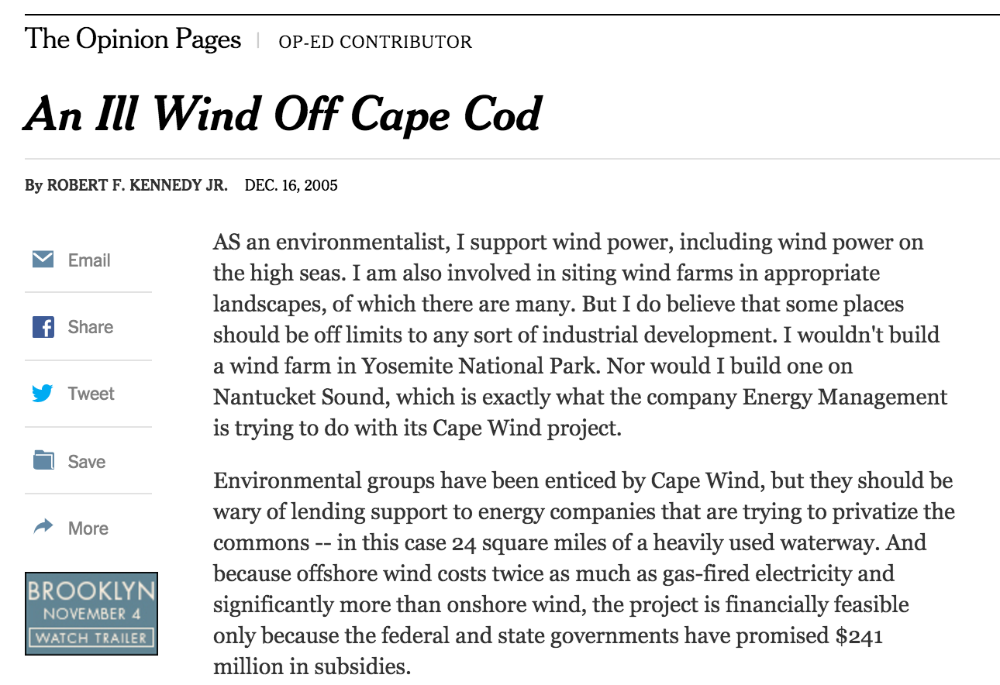 The Opinion Pages | OP-ED CONTRIBUTOR
An Ill Wind Off Cape Cod
By ROBERT F. KENNEDY JR. DEC. 16, 2005
Email
Share
Tweet
Save
More
BROOKLYN
NOVEMBER 4
WATCH TRAILER
AS an environmentalist, I support wind power, including wind power on
the high seas. I am also involved in siting wind farms in appropriate
landscapes, of which there are many. But I do believe that some places
should be off limits to any sort of industrial development. I wouldn't build
a wind farm in Yosemite National Park. Nor would I build one on
Nantucket Sound, which is exactly what the company Energy Management
is trying to do with its Cape Wind project.
Environmental groups have been enticed by Cape Wind, but they should be
wary of lending support to energy companies that are trying to privatize the
commons -- in this case 24 square miles of a heavily used waterway. And
because offshore wind costs twice as much as gas-fired electricity and
significantly more than onshore wind, the project is financially feasible
only because the federal and state governments have promised $241
million in subsidies.